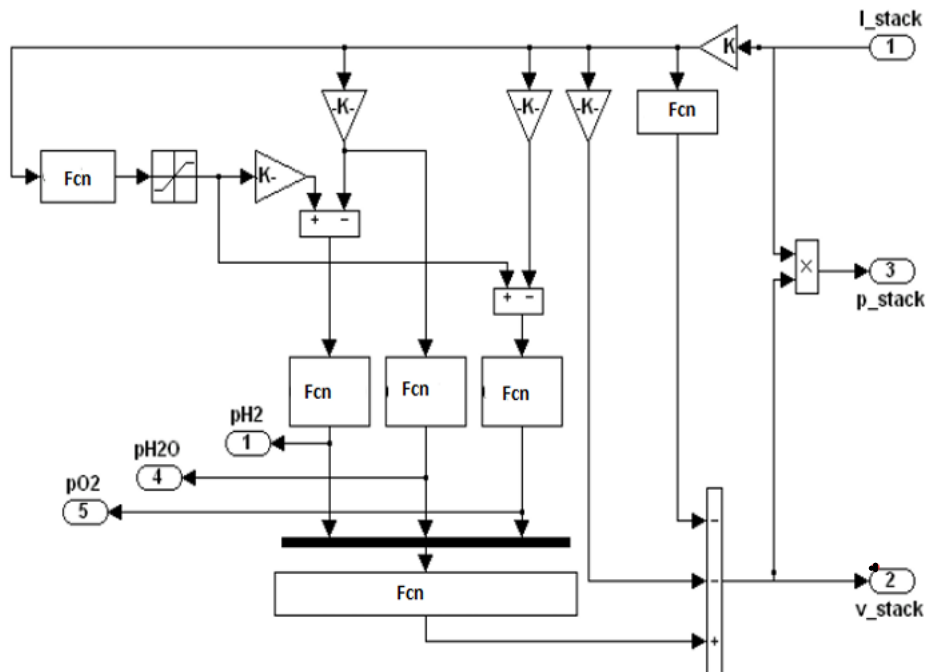 I_stack
1
K
-K-
-K-
-K-
Fcn
Fcn
K-
+ −
×
3
p_stack
+ −
Fcn
Fcn
Fcn
pH2
1
pH2O
4
pO2
5
−
Fcn
−
2
v_stack
+